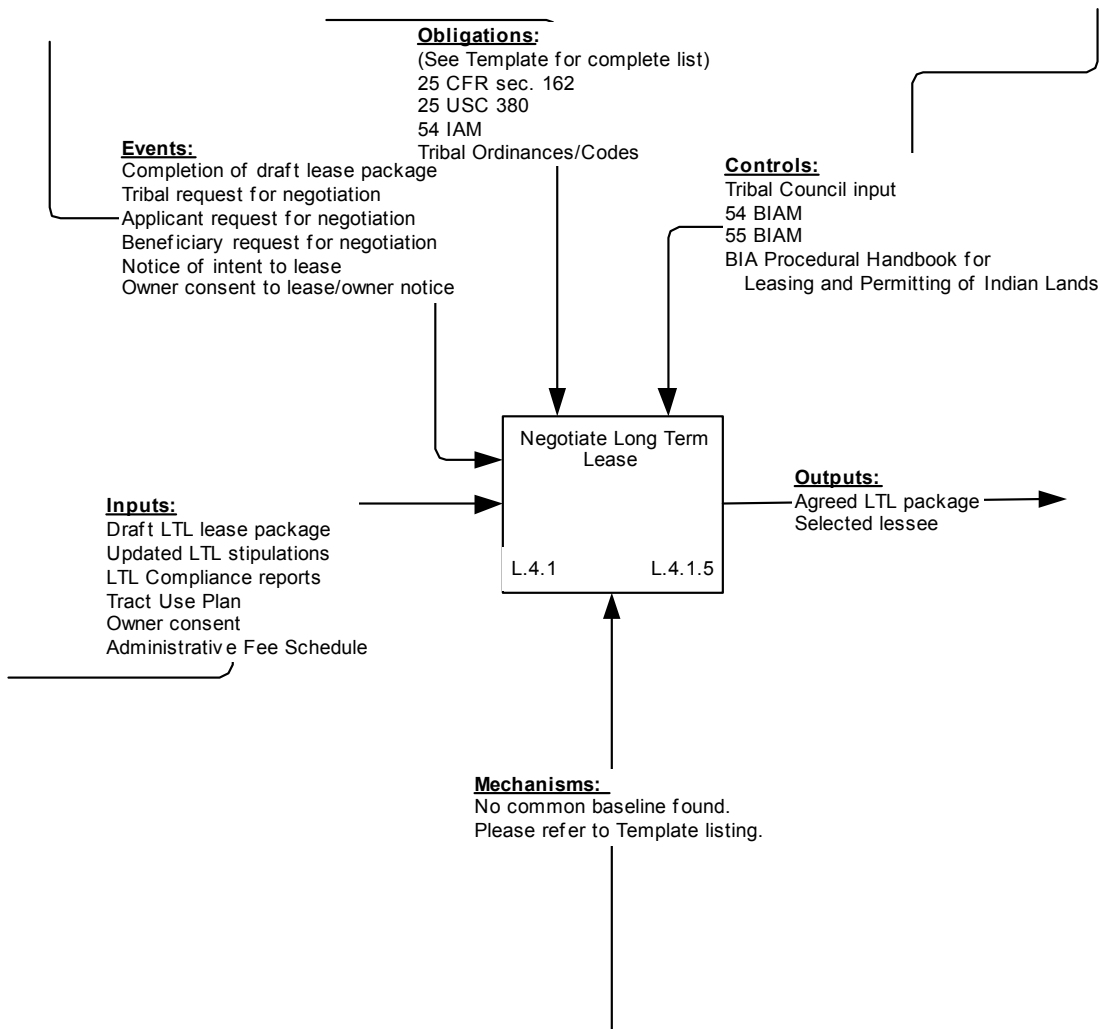 Obligations:
(See Template for complete list)
25 CFR sec. 162
25 USC 380
54 IAM
Tribal Ordinances/Codes
Events:
Completion of draft lease package
Tribal request for negotiation
Applicant request for negotiation
Beneficiary request for negotiation
Notice of intent to lease
Owner consent to lease/owner notice
Controls:
Tribal Council input
54 BIAM
55 BIAM
BIA Procedural Handbook for
Leasing and Permitting of Indian Lands
Negotiate Long Term
Lease
L.4.1 L.4.1.5
Inputs:
Draft LTL lease package
Updated LTL stipulations
LTL Compliance reports
Tract Use Plan
Owner consent
Administrative Fee Schedule
Outputs:
Agreed LTL package
Selected lessee
Mechanisms:
No common baseline found.
Please refer to Template listing.